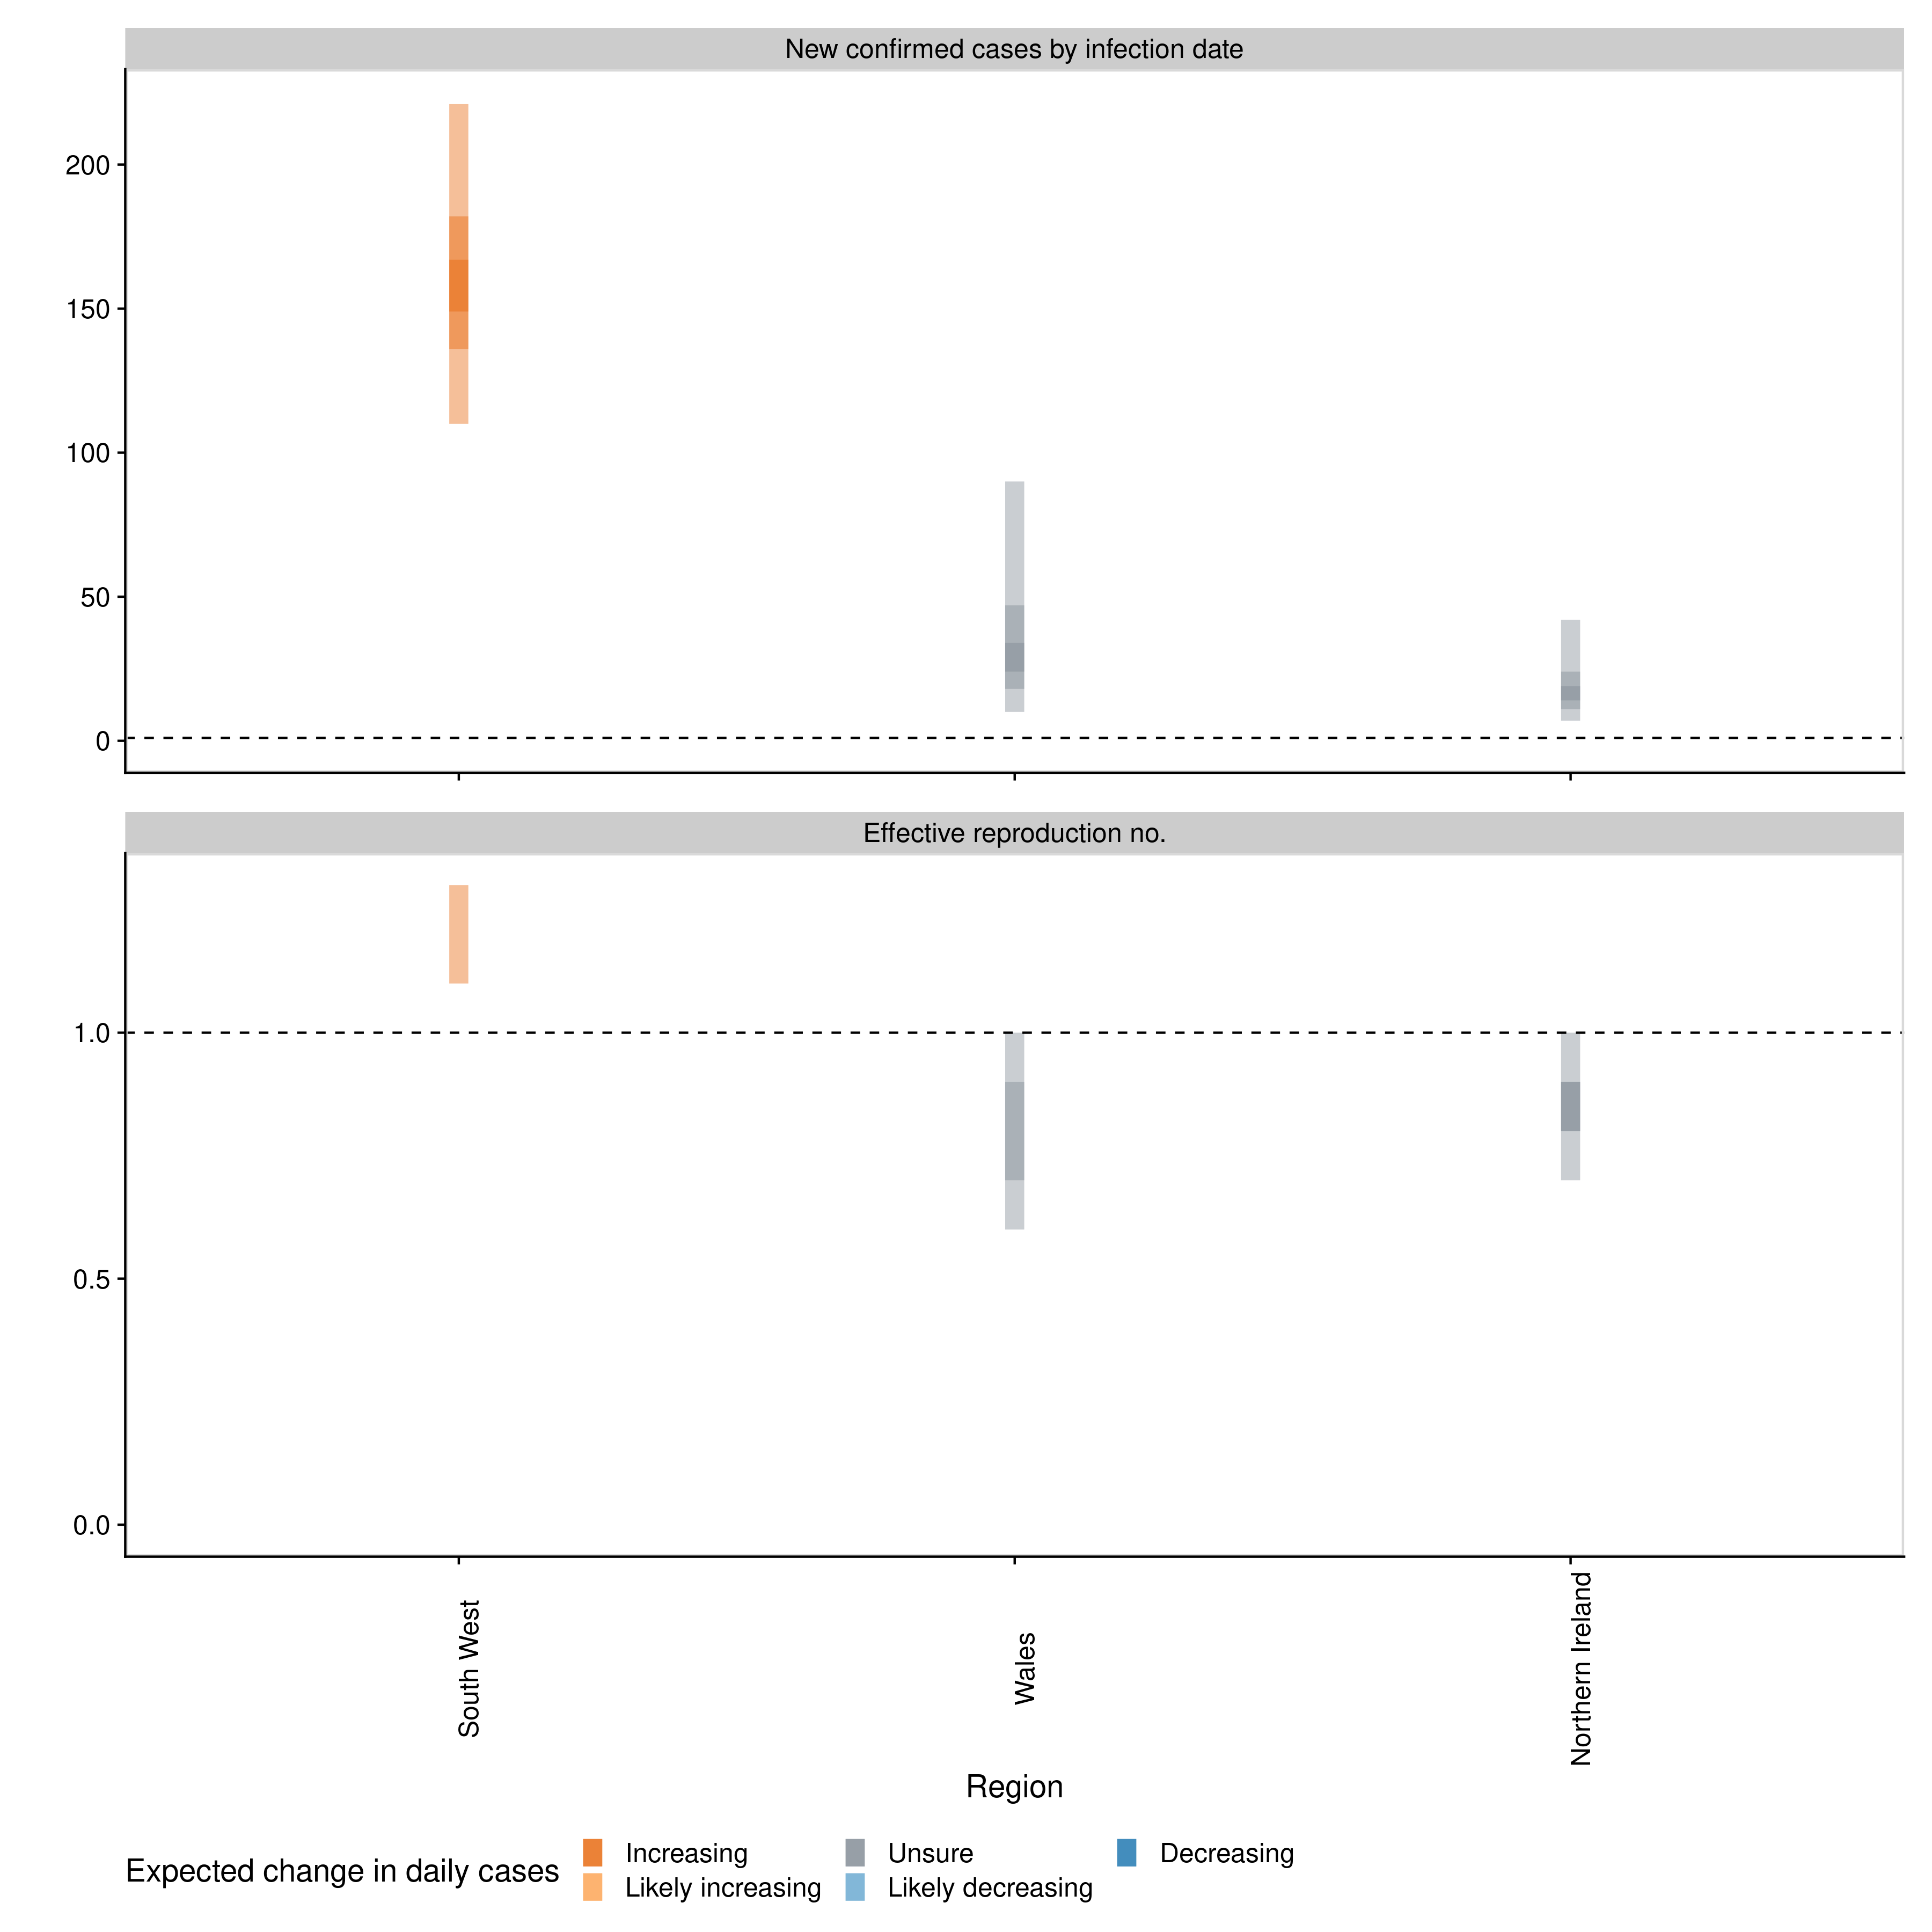 New confirmed cases by infection date
200
150
100
50
0
Effective reproduction no.
1.0
0.5
0.0
South West
Wales
Northern Ireland
Region
Expected change in daily cases
Increasing
Unsure
Decreasing
Likely increasing
Likely decreasing